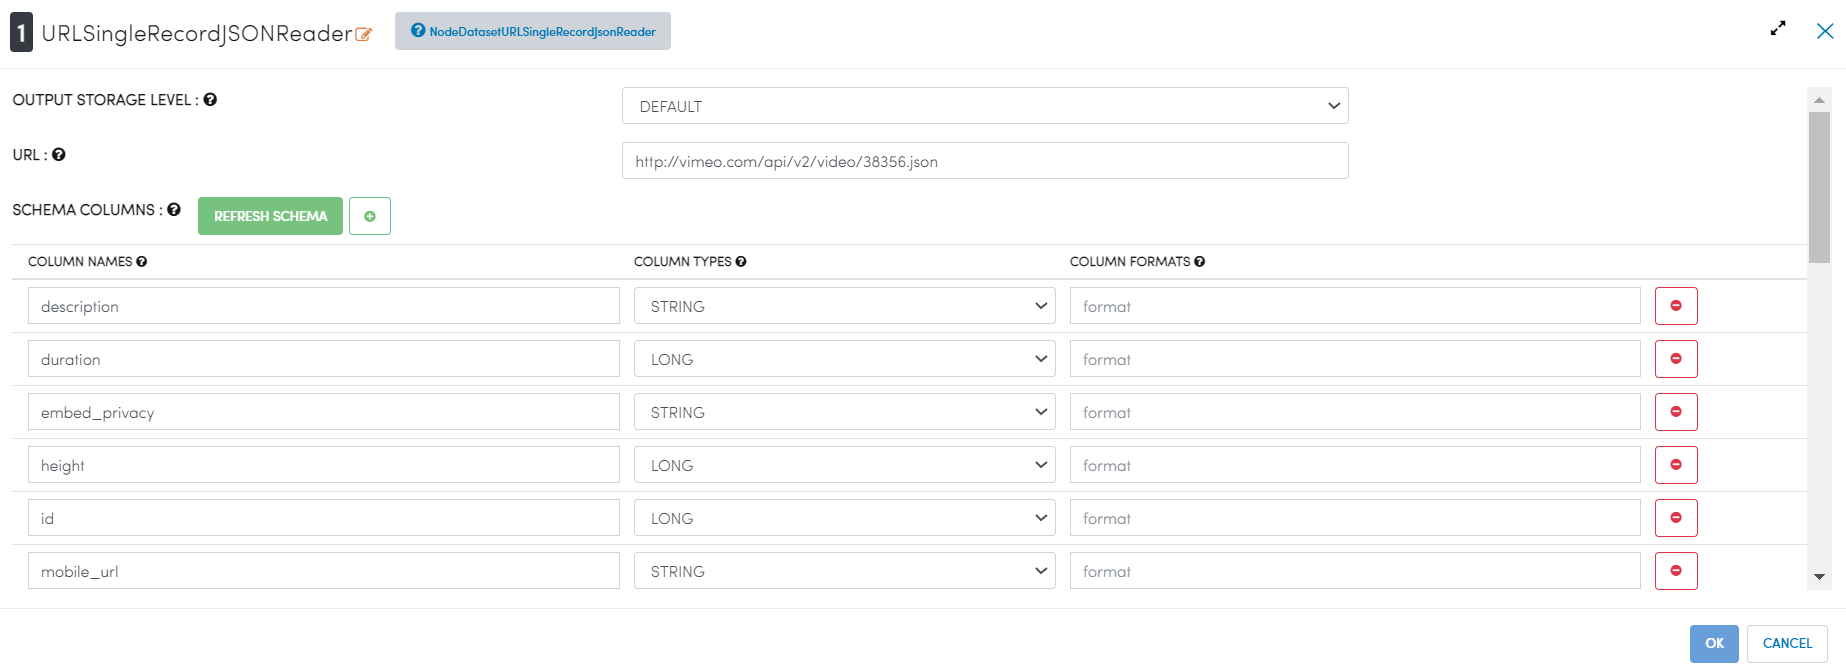 1 URLSingleRecordJSONReader NodeDatasetURLSingleRecordJsonReader
OUTPUT STORAGE LEVEL : DEFAULT
URL : http://vimeo.com/api/v2/video/38356.json
SCHEMA COLUMNS : REFRESH SCHEMA
COLUMN NAMES COLUMN TYPES COLUMN FORMATS
description STRING format
duration LONG format
embed_privacy STRING format
height LONG format
id LONG format
mobile_url STRING format
OK CANCEL